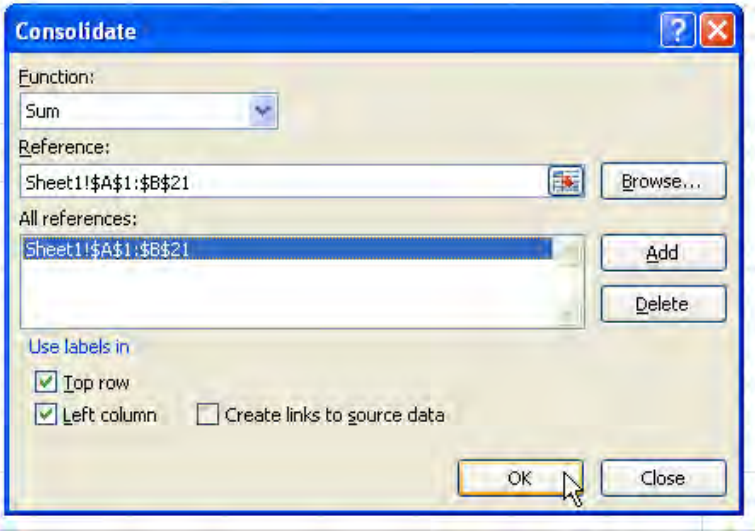 Consolidate
Function:
Sum
Reference:
Sheet1!$A$1:$B$21
Browse...
All references:
Sheet1!$A$1:$B$21
Add
Delete
Use labels in
Top row
Left column
Create links to source data
OK
Close